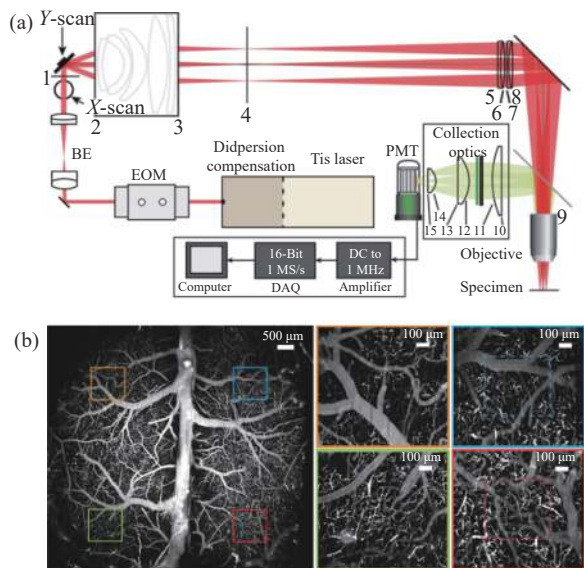 (a)
Y-scan
1
X-scan
2
3
4
5
8
6
7
BE
EOM
Didpersion
compensation
Tis laser
PMT
Collection
optics
14
15
13
12
11
10
9
Objective
Specimen
16-Bit
1 MS/s
DC to
1 MHz
Computer
DAQ
Amplifier
(b)
500 μm
100 μm
100 μm
100 μm
100 μm